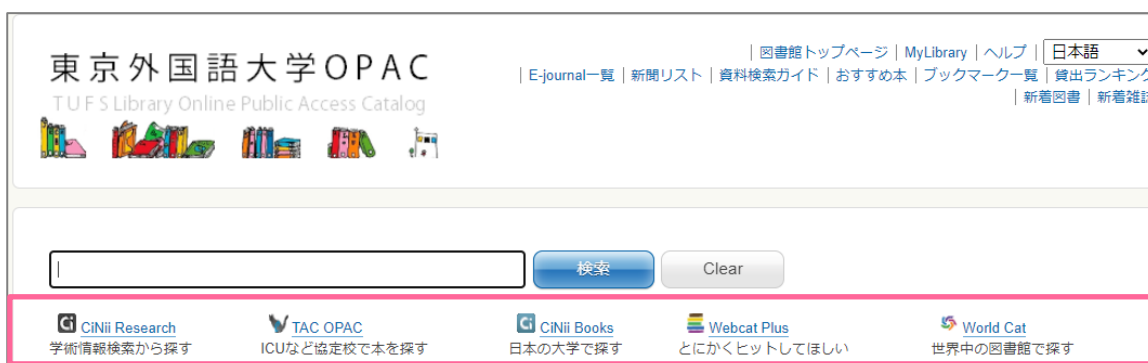 東京外国語大学OPAC
TUFS Library Online Public Access Catalog
| 図書館トップページ | MyLibrary | ヘルプ | 日本語
| E-journal一覧 | 新聞リスト | 資料検索ガイド | おすすめ本 | ブックマーク一覧 | 貸出ランキング
| 新着図書 | 新着雑誌
検索 Clear
Ci CiNii Research TAC OPAC Ci CiNii Books Webcat Plus World Cat
学術情報検索から探す ICUなど協定校で本を探す 日本の大学で探す とにかくヒットしてほしい 世界中の図書館で探す